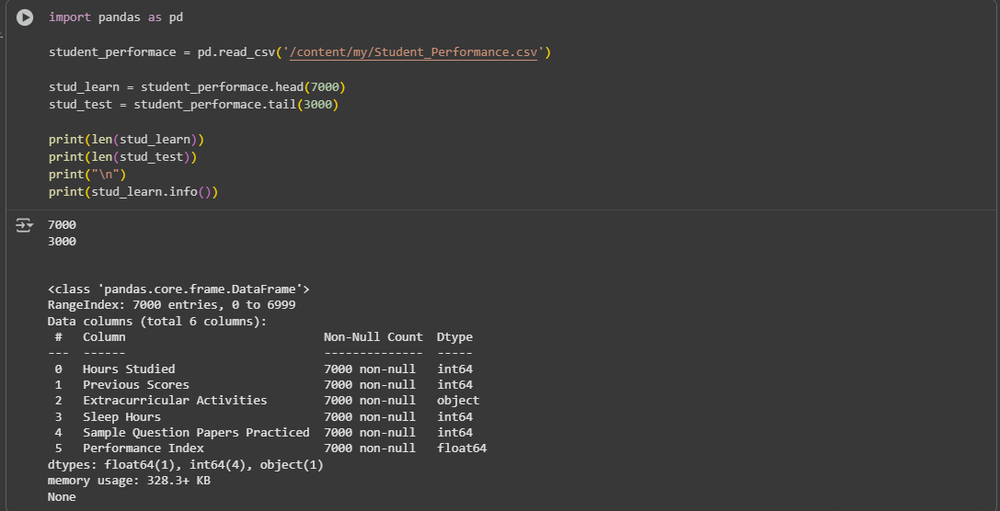 import pandas as pd
student_performace = pd.read_csv('/content/my/Student_Performance.csv')
stud_learn = student_performace.head(7000)
stud_test = student_performace.tail(3000)
print(len(stud_learn))
print(len(stud_test))
print("\n")
print(stud_learn.info())
7000
3000
<class 'pandas.core.frame.DataFrame'>
RangeIndex: 7000 entries, 0 to 6999
Data columns (total 6 columns):
 #   Column                            Non-Null Count  Dtype
---  ------                            --------------  -----
 0   Hours Studied                     7000 non-null   int64
 1   Previous Scores                   7000 non-null   int64
 2   Extracurricular Activities        7000 non-null   object
 3   Sleep Hours                       7000 non-null   int64
 4   Sample Question Papers Practiced  7000 non-null   int64
 5   Performance Index                 7000 non-null   float64
dtypes: float64(1), int64(4), object(1)
memory usage: 328.3+ KB
None